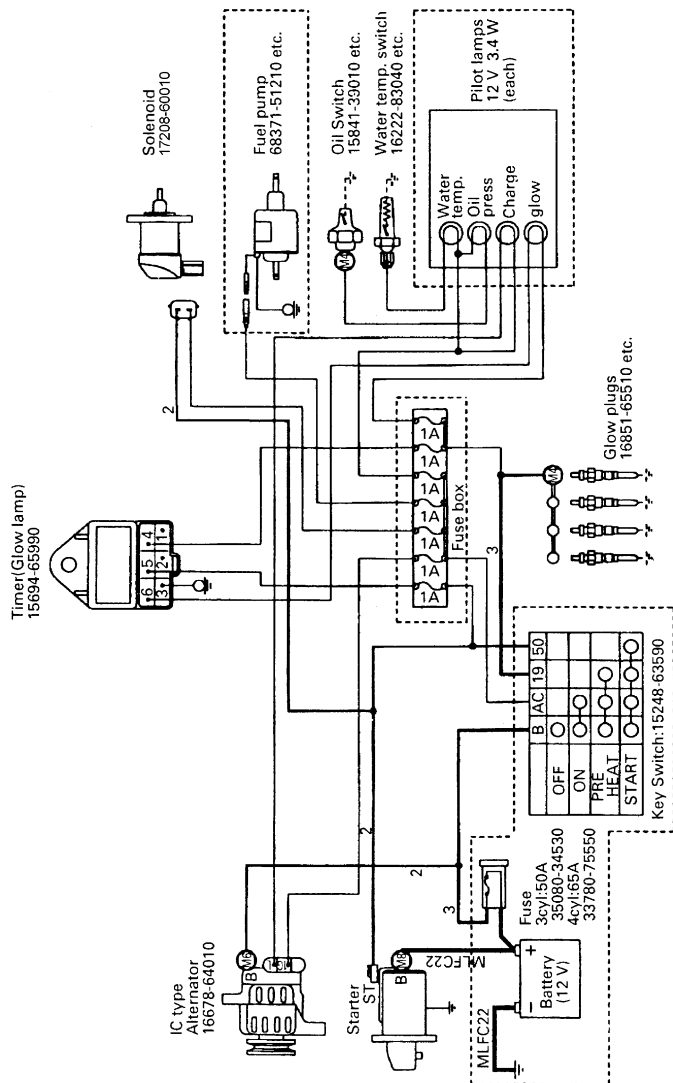 Timer(Glow lamp)
15694-65990
6
5
4
3
2
1
Solenoid
17208-60010
2
Fuel pump
68371-51210 etc.
Oil Switch
15841-39010 etc.
M4
Water temp. switch
16222-83040 etc.
Pilot lamps
12 V 3.4 W
(each)
Water
temp.
Oil
press
Charge
glow
1A
1A
1A
1A
1A
1A
1A
Fuse box
Glow plugs
16851-65510 etc.
M4
3
IC type
Alternator
16678-64010
M6
B
2
2
Starter
ST
M8
B
MLFC22
3
MLFC22
Battery
(12 V)
+
−
Fuse
3cyl:50A
35080-34530
4cyl:65A
33780-75550
B AC 19 50
OFF
ON
PRE
HEAT
START
Key Switch:15248-63590